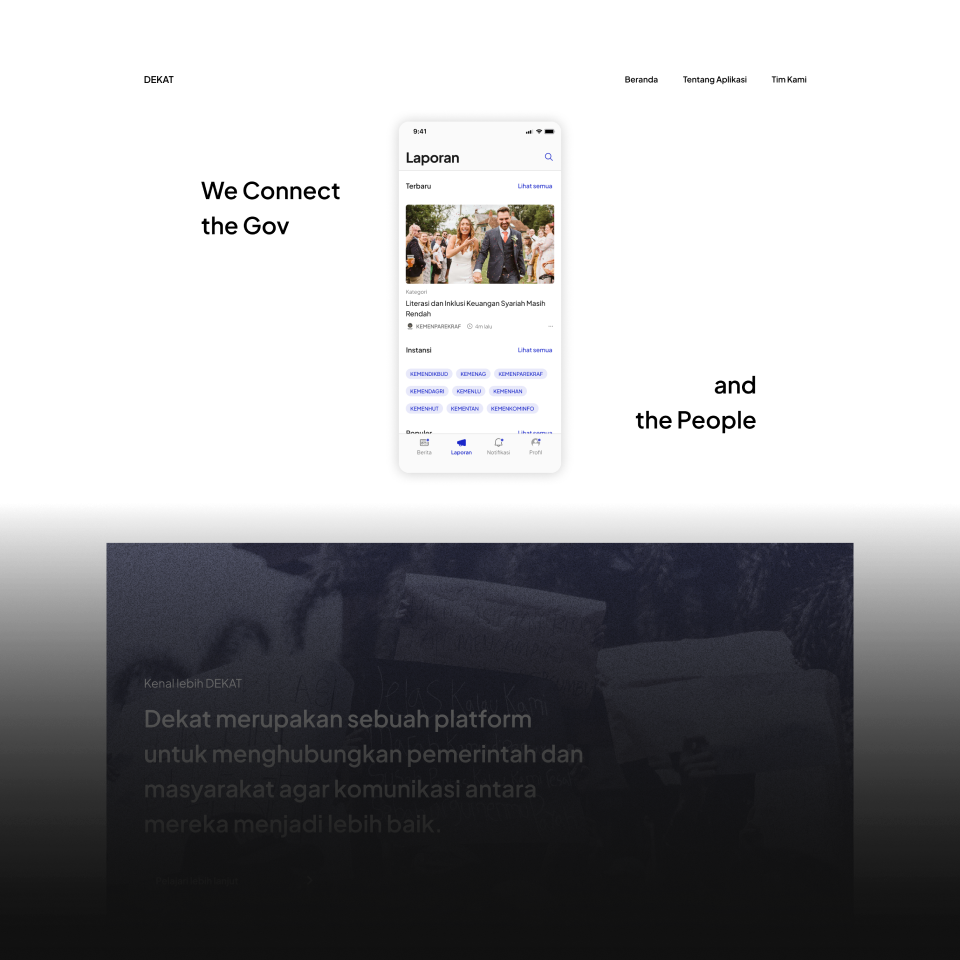 DEKAT
Beranda
Tentang Aplikasi
Tim Kami
We Connect
the Gov
9:41
Laporan
Terbaru
Lihat semua
Kategori
Literasi dan Inklusi Keuangan Syariah Masih
Rendah
KEMENPAREKRAF
4m lalu
Instansi
Lihat semua
KEMENDIKBUD
KEMENAG
KEMENPAREKRAF
KEMENDAGRI
KEMENLU
KEMENHAN
KEMENHUT
KEMENTAN
KEMENKOMINFO
Populer
Lihat semua
Berita
Laporan
Notifikasi
Profil
and
the People
Kenal lebih DEKAT
Dekat merupakan sebuah platform
untuk menghubungkan pemerintah dan
masyarakat agar komunikasi antara
mereka menjadi lebih baik.